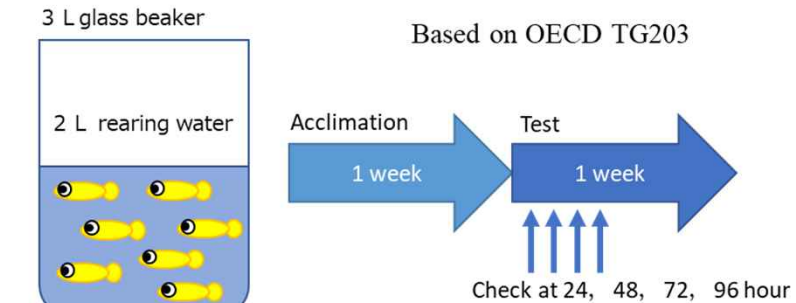 3 L glass beaker
Based on OECD TG203
2 L rearing water
Acclimation
Test
1 week
1 week
Check at 24, 48, 72, 96 hour